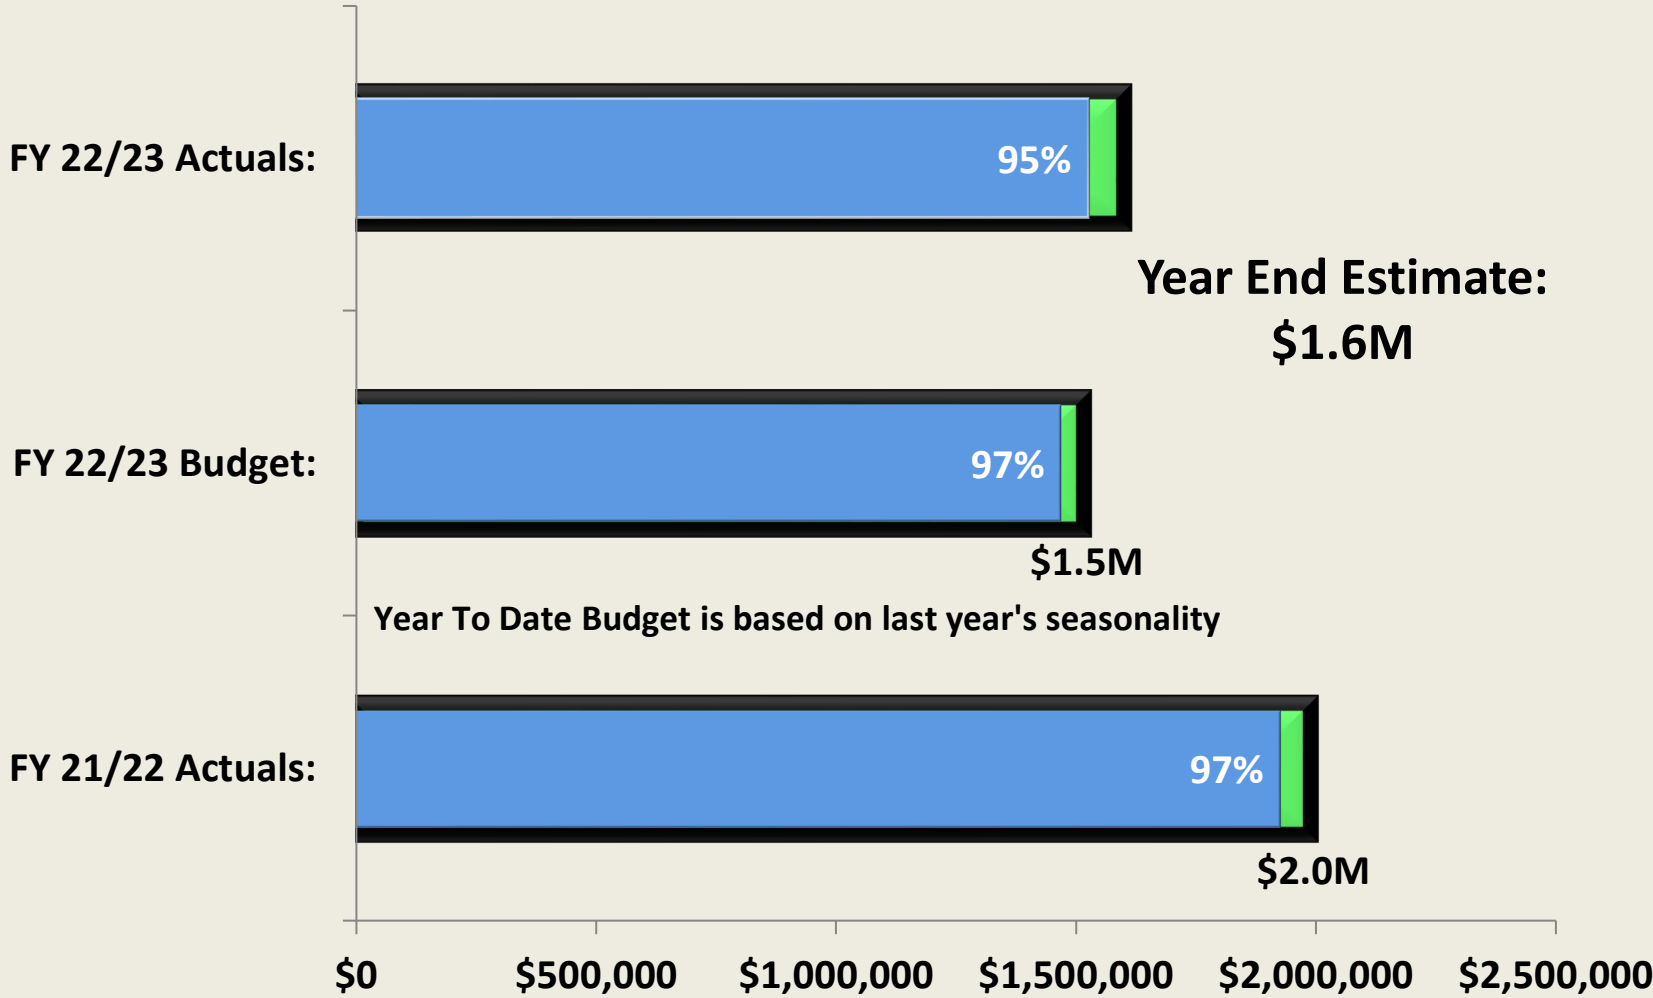 FY 22/23 Actuals:
95%
Year End Estimate:
$1.6M
FY 22/23 Budget:
97%
$1.5M
Year To Date Budget is based on last year's seasonality
FY 21/22 Actuals:
97%
$2.0M
$0 $500,000 $1,000,000 $1,500,000 $2,000,000 $2,500,000